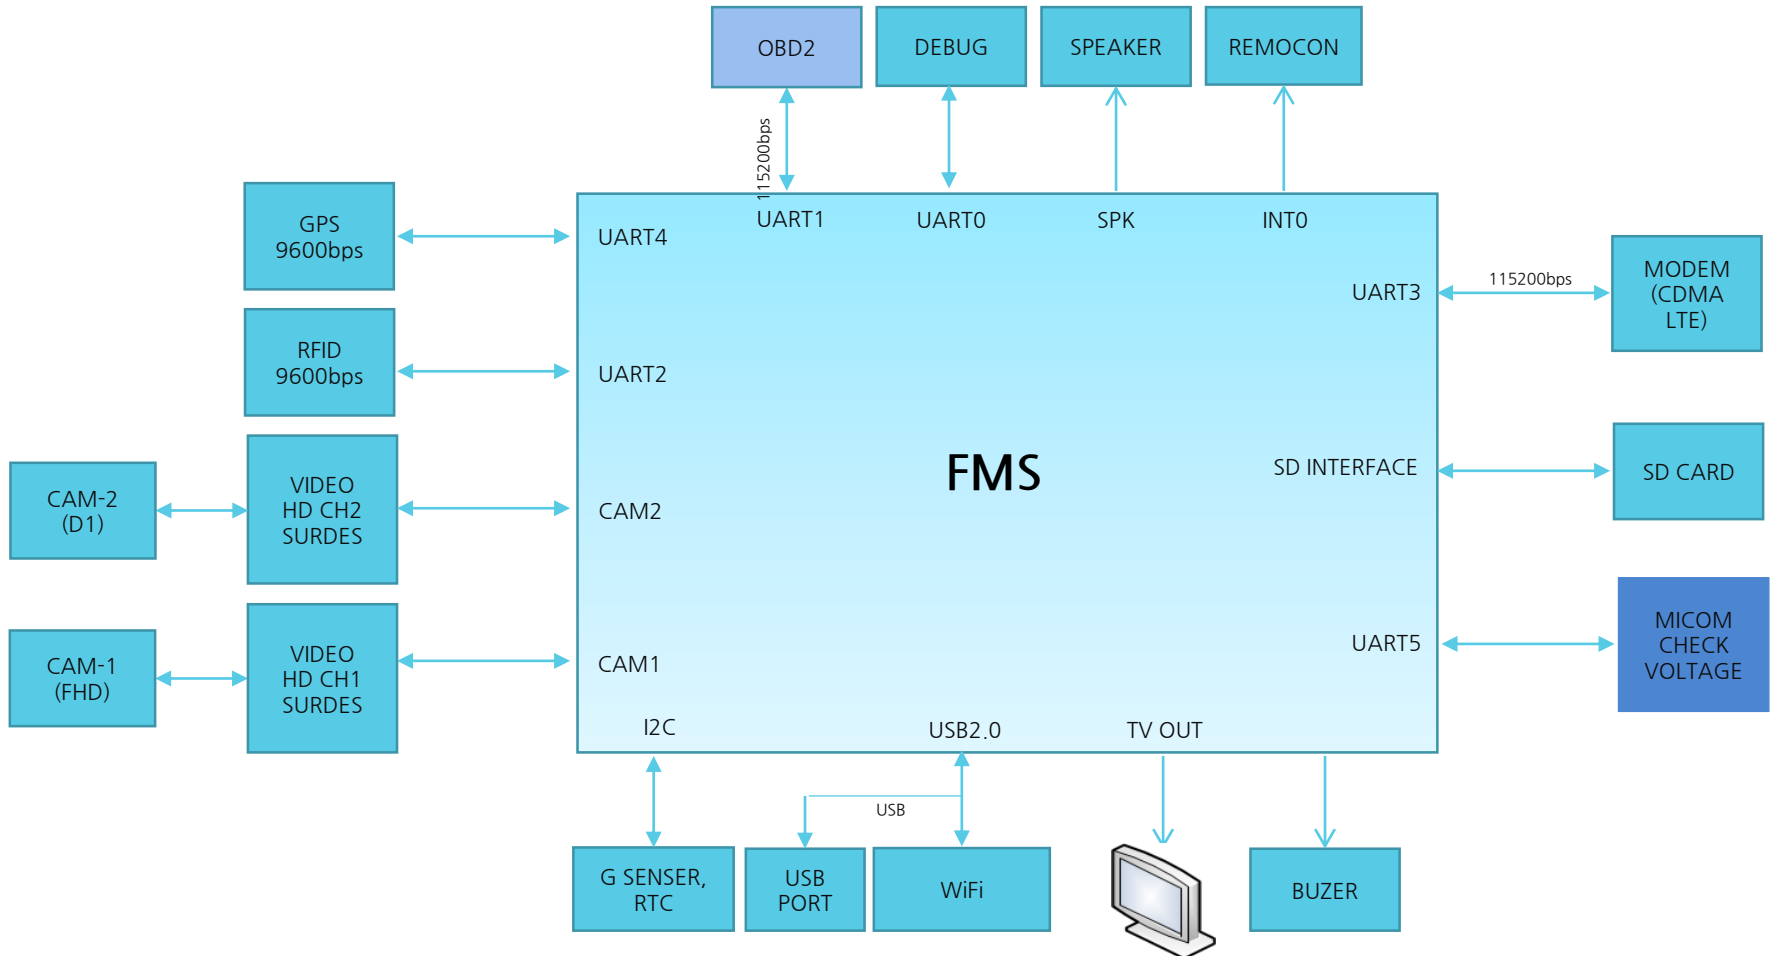 OBD2
DEBUG
SPEAKER
REMOCON
115200bps
GPS
9600bps
UART4
UART1
UART0
SPK
INT0
UART3
115200bps
MODEM
(CDMA
LTE)
RFID
9600bps
UART2
FMS
SD INTERFACE
SD CARD
CAM-2
(D1)
VIDEO
HD CH2
SURDES
CAM2
CAM-1
(FHD)
VIDEO
HD CH1
SURDES
CAM1
UART5
MICOM
CHECK
VOLTAGE
I2C
USB2.0
TV OUT
USB
G SENSER,
RTC
USB
PORT
WiFi
BUZER